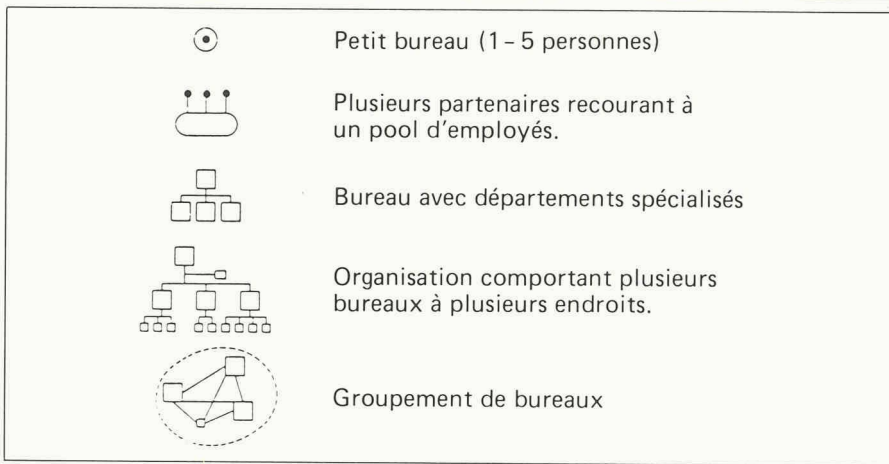 Petit bureau (1 – 5 personnes)
Plusieurs partenaires recourant à
un pool d'employés.
Bureau avec départements spécialisés
Organisation comportant plusieurs
bureaux à plusieurs endroits.
Groupement de bureaux